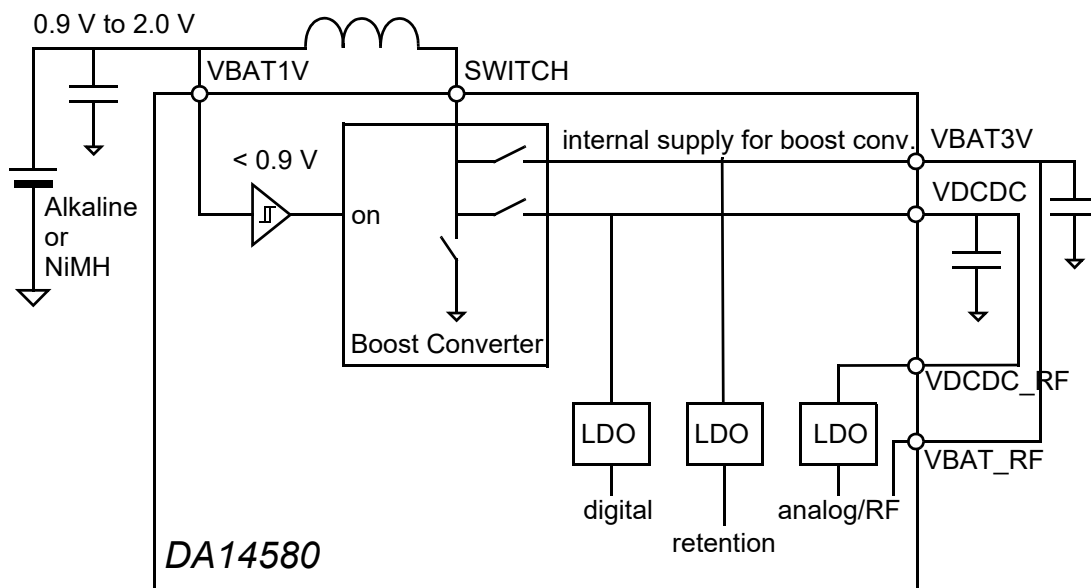 0.9 V to 2.0 V
VBAT1V
SWITCH
internal supply for boost conv.
VBAT3V
< 0.9 V
VDCDC
Alkaline
or
NiMH
on
Boost Converter
VDCDC_RF
LDO
LDO
LDO
VBAT_RF
digital
analog/RF
retention
DA14580